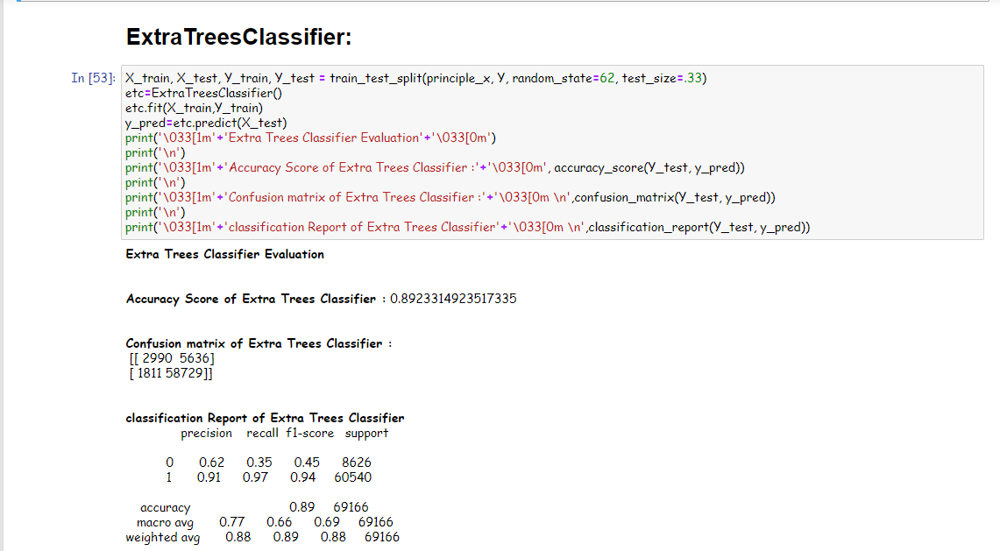 ExtraTreesClassifier:
In [53]: X_train, X_test, Y_train, Y_test = train_test_split(principle_x, Y, random_state=62, test_size=.33)
etc=ExtraTreesClassifier()
etc.fit(X_train,Y_train)
y_pred=etc.predict(X_test)
print('\033[1m'+'Extra Trees Classifier Evaluation'+'\033[0m')
print('\n')
print('\033[1m'+'Accuracy Score of Extra Trees Classifier :'+'\033[0m', accuracy_score(Y_test, y_pred))
print('\n')
print('\033[1m'+'Confusion matrix of Extra Trees Classifier :'+'\033[0m \n',confusion_matrix(Y_test, y_pred))
print('\n')
print('\033[1m'+'classification Report of Extra Trees Classifier'+'\033[0m \n',classification_report(Y_test, y_pred))
Extra Trees Classifier Evaluation
Accuracy Score of Extra Trees Classifier : 0.8923314923517335
Confusion matrix of Extra Trees Classifier :
[[ 2990 5636]
[ 1811 58729]]
classification Report of Extra Trees Classifier
precision recall f1-score support
0 0.62 0.35 0.45 8626
1 0.91 0.97 0.94 60540
accuracy 0.89 69166
macro avg 0.77 0.66 0.69 69166
weighted avg 0.88 0.89 0.88 69166